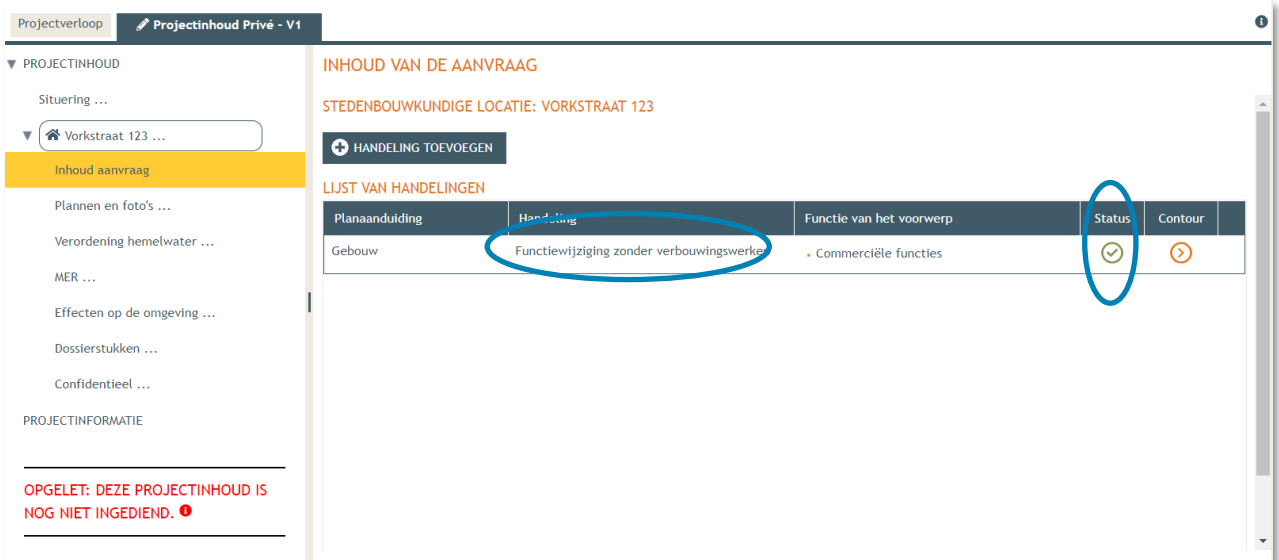 Projectverloop
Projectinhoud Privé - V1
PROJECTINHOUD
Situering ...
Vorkstraat 123 ...
Inhoud aanvraag
Plannen en foto's ...
Verordening hemelwater ...
MER ...
Effecten op de omgeving ...
Dossierstukken ...
Confidentieel ...
PROJECTINFORMATIE
OPGELET: DEZE PROJECTINHOUD IS
NOG NIET INGEDIEND.
INHOUD VAN DE AANVRAAG
STEDENBOUWKUNDIGE LOCATIE: VORKSTRAAT 123
HANDELING TOEVOEGEN
LIJST VAN HANDELINGEN
Planaanduiding Handeling Functie van het voorwerp Status Contour
Gebouw Functiewijziging zonder verbouwingswerken Commerciële functies